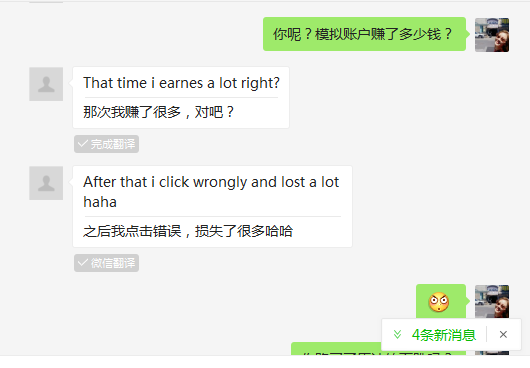 你呢？模拟账户赚了多少钱？
That time i earnes a lot right?
那次我赚了很多，对吧？
完成翻译
After that i click wrongly and lost a lot
haha
之后我点击错误，损失了很多哈哈
微信翻译
4条新消息